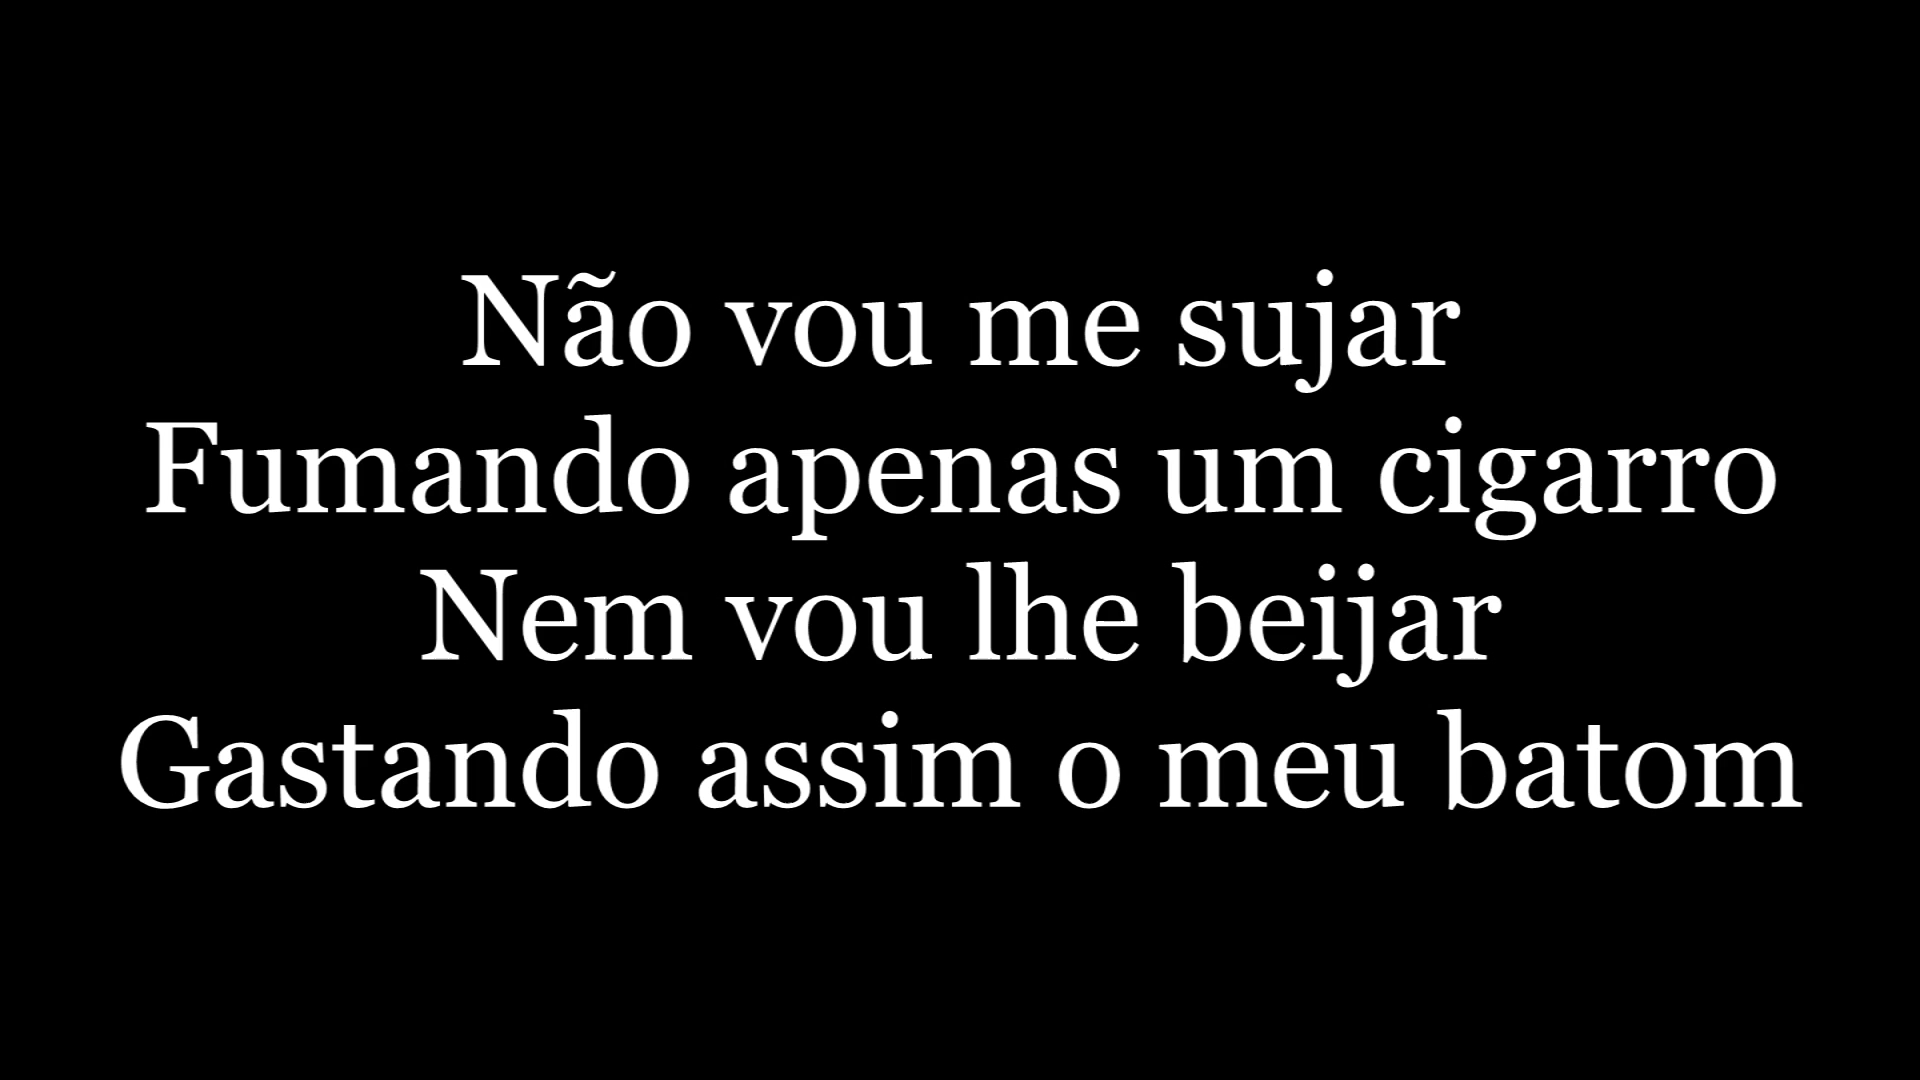 Não vou me sujar
Fumando apenas um cigarro
Nem vou lhe beijar
Gastando assim o meu batom